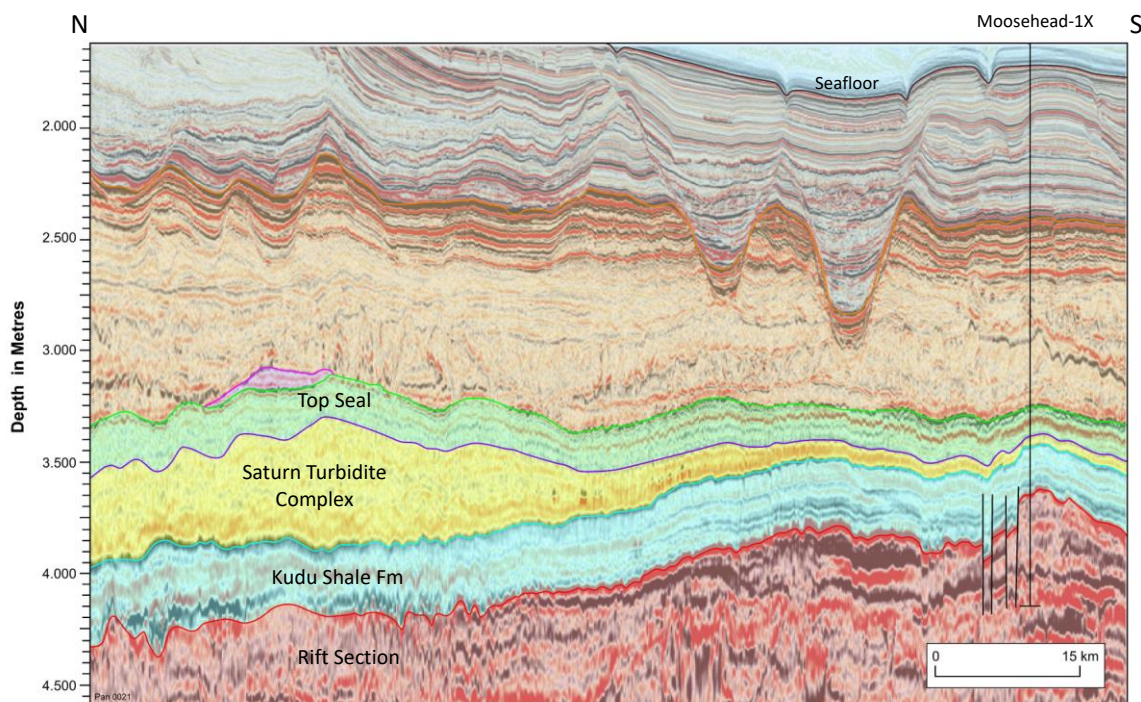 N
Moosehead-1X
S
Seafloor
2.000
2.500
3.000
3.500
4.000
4.500
Depth in Metres
Top Seal
Saturn Turbidite
Complex
Kudu Shale Fm
Rift Section
0
15 km
Pan 0021